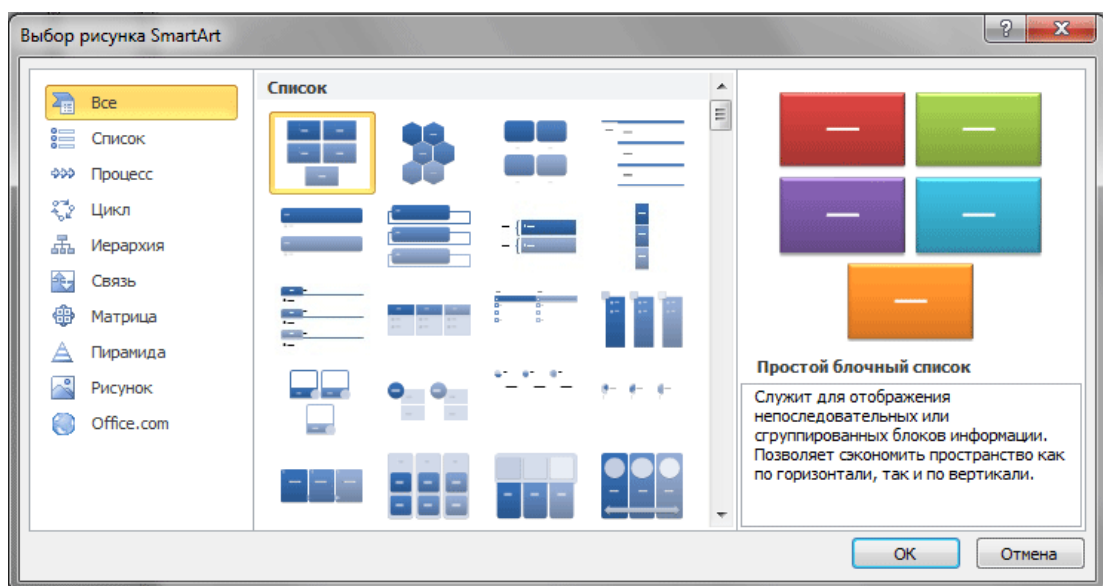 Выбор рисунка SmartArt
Все
Список
Процесс
Цикл
Иерархия
Связь
Матрица
Пирамида
Рисунок
Office.com
Список
Простой блочный список
Служит для отображения
непоследовательных или
сгруппированных блоков информации.
Позволяет сэкономить пространство как
по горизонтали, так и по вертикали.
ОК
Отмена